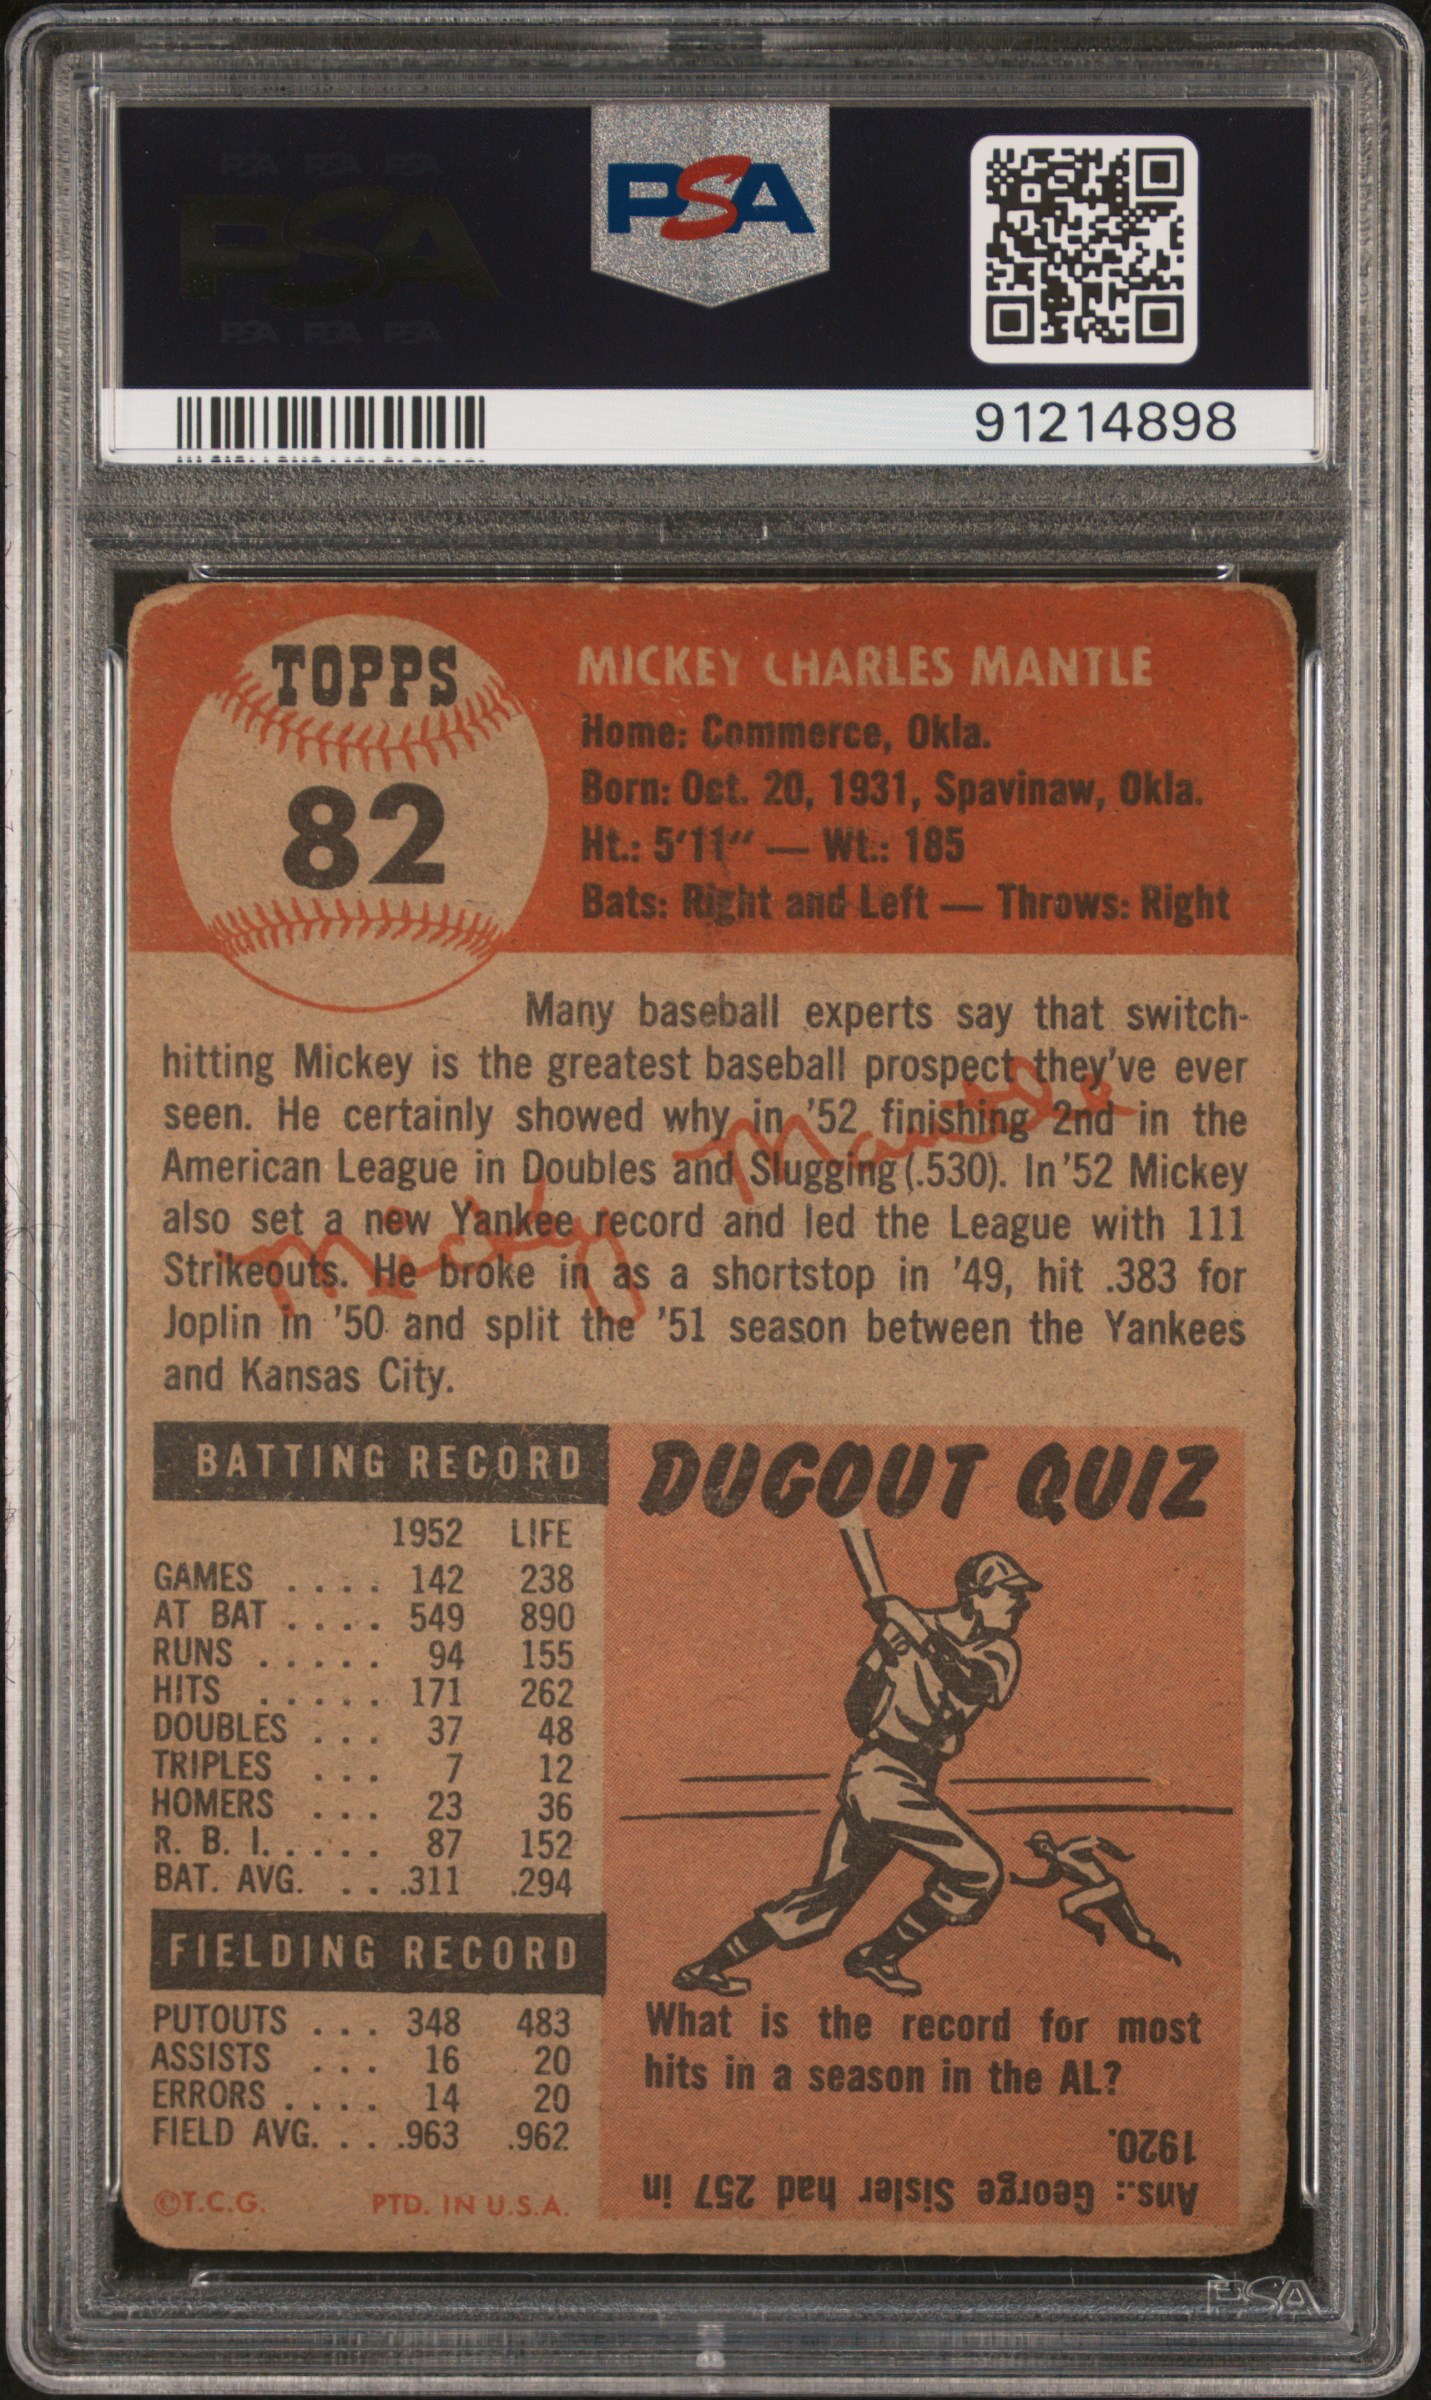 PSA PSA PSA
PSA
PSA PSA PSA
PSA
91214898
TOPPS
82
MICKEY CHARLES MANTLE
Home: Commerce, Okla.
Born: Oct. 20, 1931, Spavinaw, Okla.
Ht.: 5'11" — Wt.: 185
Bats: Right and Left — Throws: Right
Many baseball experts say that switch-
hitting Mickey is the greatest baseball prospect they've ever
seen. He certainly showed why in '52 finishing 2nd in the
American League in Doubles and Slugging (.530). In '52 Mickey
also set a new Yankee record and led the League with 111
Strikeouts. He broke in as a shortstop in '49, hit .383 for
Joplin in '50 and split the '51 season between the Yankees
and Kansas City.
Mickey Mantle
BATTING RECORD
1952 LIFE
GAMES .... 142 238
AT BAT .... 549 890
RUNS ..... 94 155
HITS ..... 171 262
DOUBLES ... 37 48
TRIPLES ... 7 12
HOMERS ... 23 36
R. B. I. .... 87 152
BAT. AVG. .. .311 .294
FIELDING RECORD
PUTOUTS ... 348 483
ASSISTS ... 16 20
ERRORS .... 14 20
FIELD AVG. .. .963 .962
©T.C.G. PTD. IN U.S.A.
DUGOUT QUIZ
What is the record for most
hits in a season in the AL?
Ans.: George Sisler had 257 in
1920.
PSA